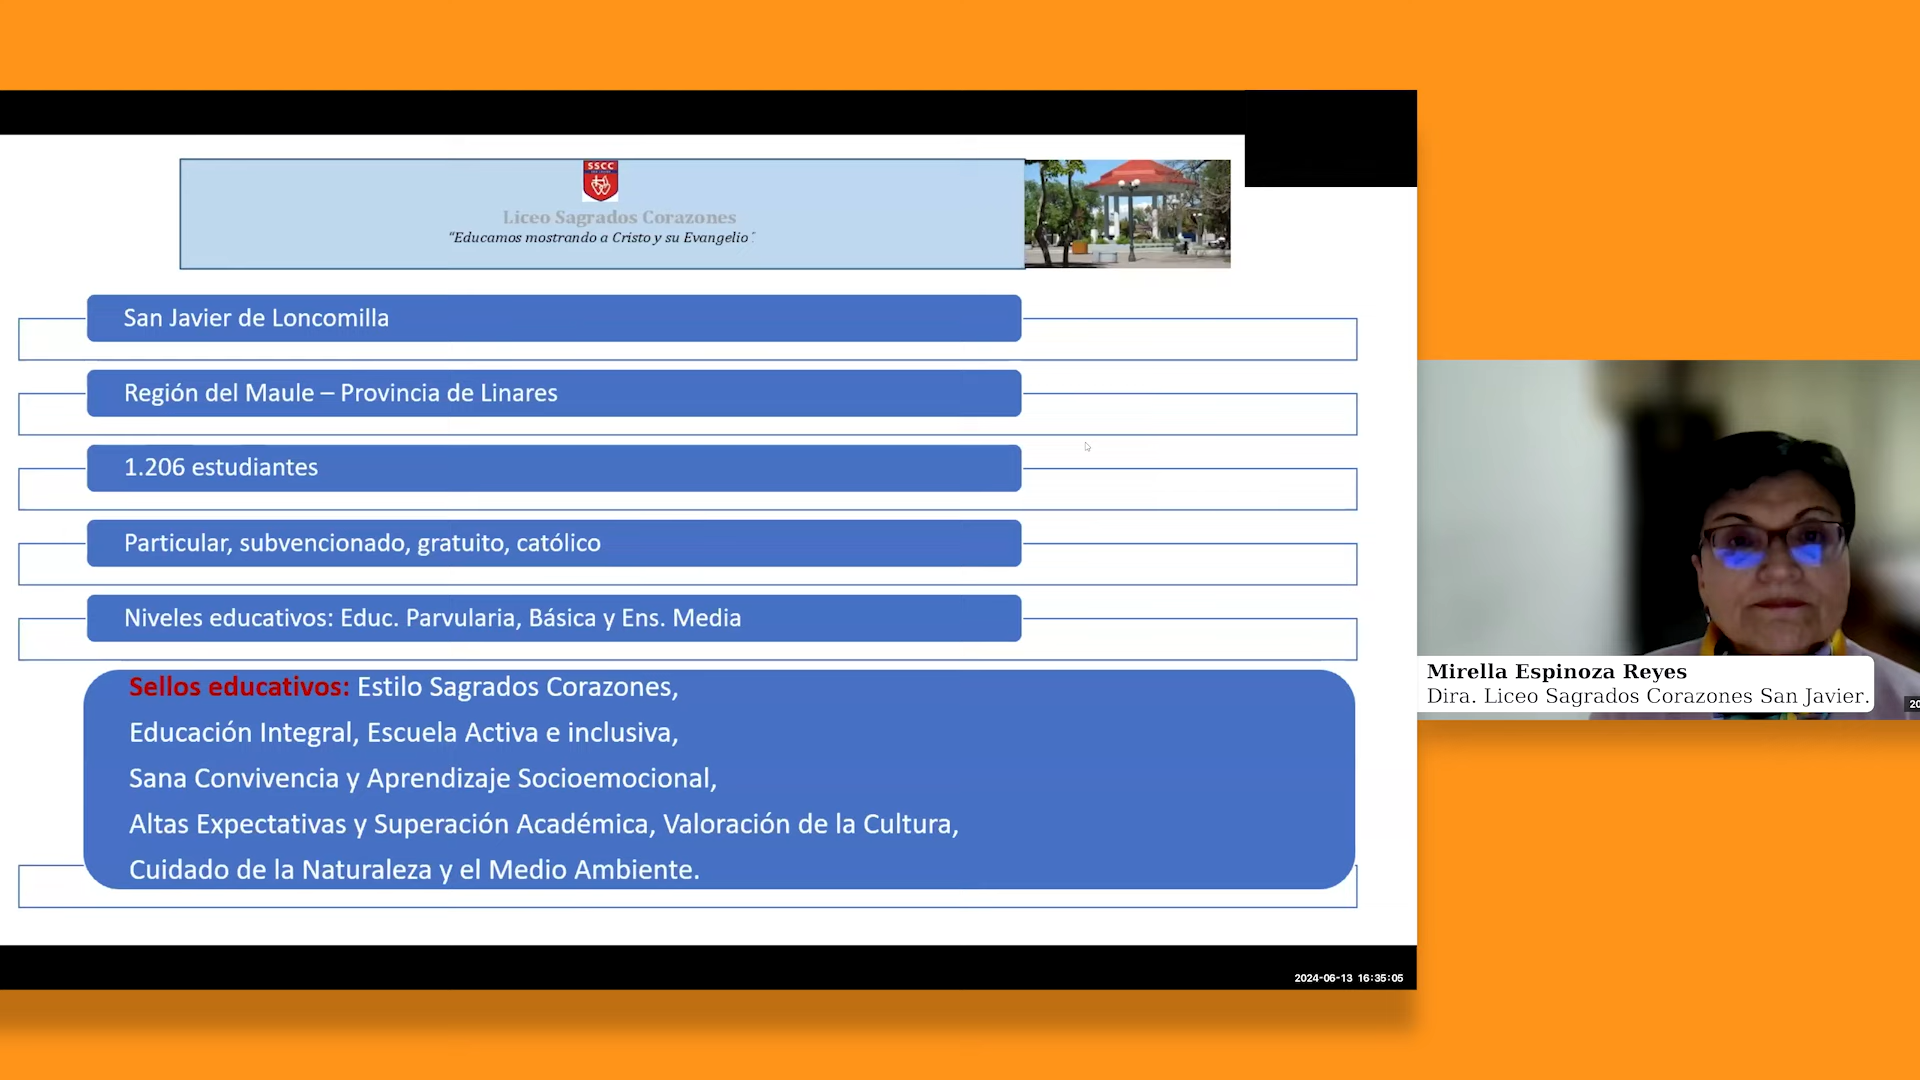 SSCC
Liceo Sagrados Corazones
"Educamos mostrando a Cristo y su Evangelio"
San Javier de Loncomilla
Región del Maule – Provincia de Linares
1.206 estudiantes
Particular, subvencionado, gratuito, católico
Niveles educativos: Educ. Parvularia, Básica y Ens. Media
Sellos educativos: Estilo Sagrados Corazones,
Educación Integral, Escuela Activa e inclusiva,
Sana Convivencia y Aprendizaje Socioemocional,
Altas Expectativas y Superación Académica, Valoración de la Cultura,
Cuidado de la Naturaleza y el Medio Ambiente.
2024-06-13 16:35:05
Mirella Espinoza Reyes
Dira. Liceo Sagrados Corazones San Javier.
20